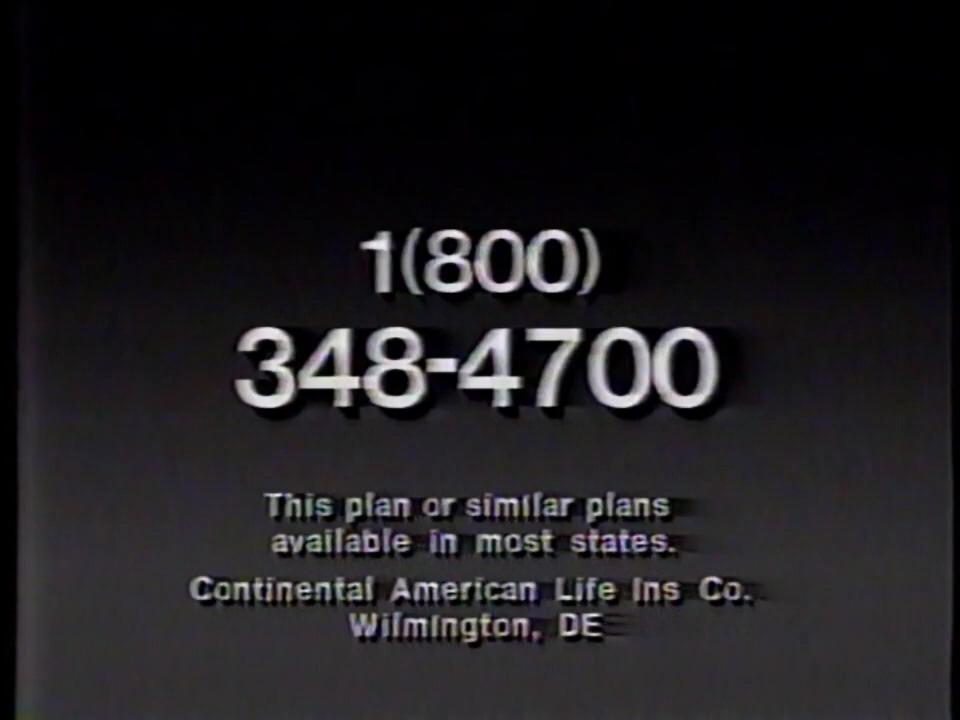 1(800)
348-4700
This plan or similar plans
available in most states.
Continental American Life Ins Co.
Wilmington, DE